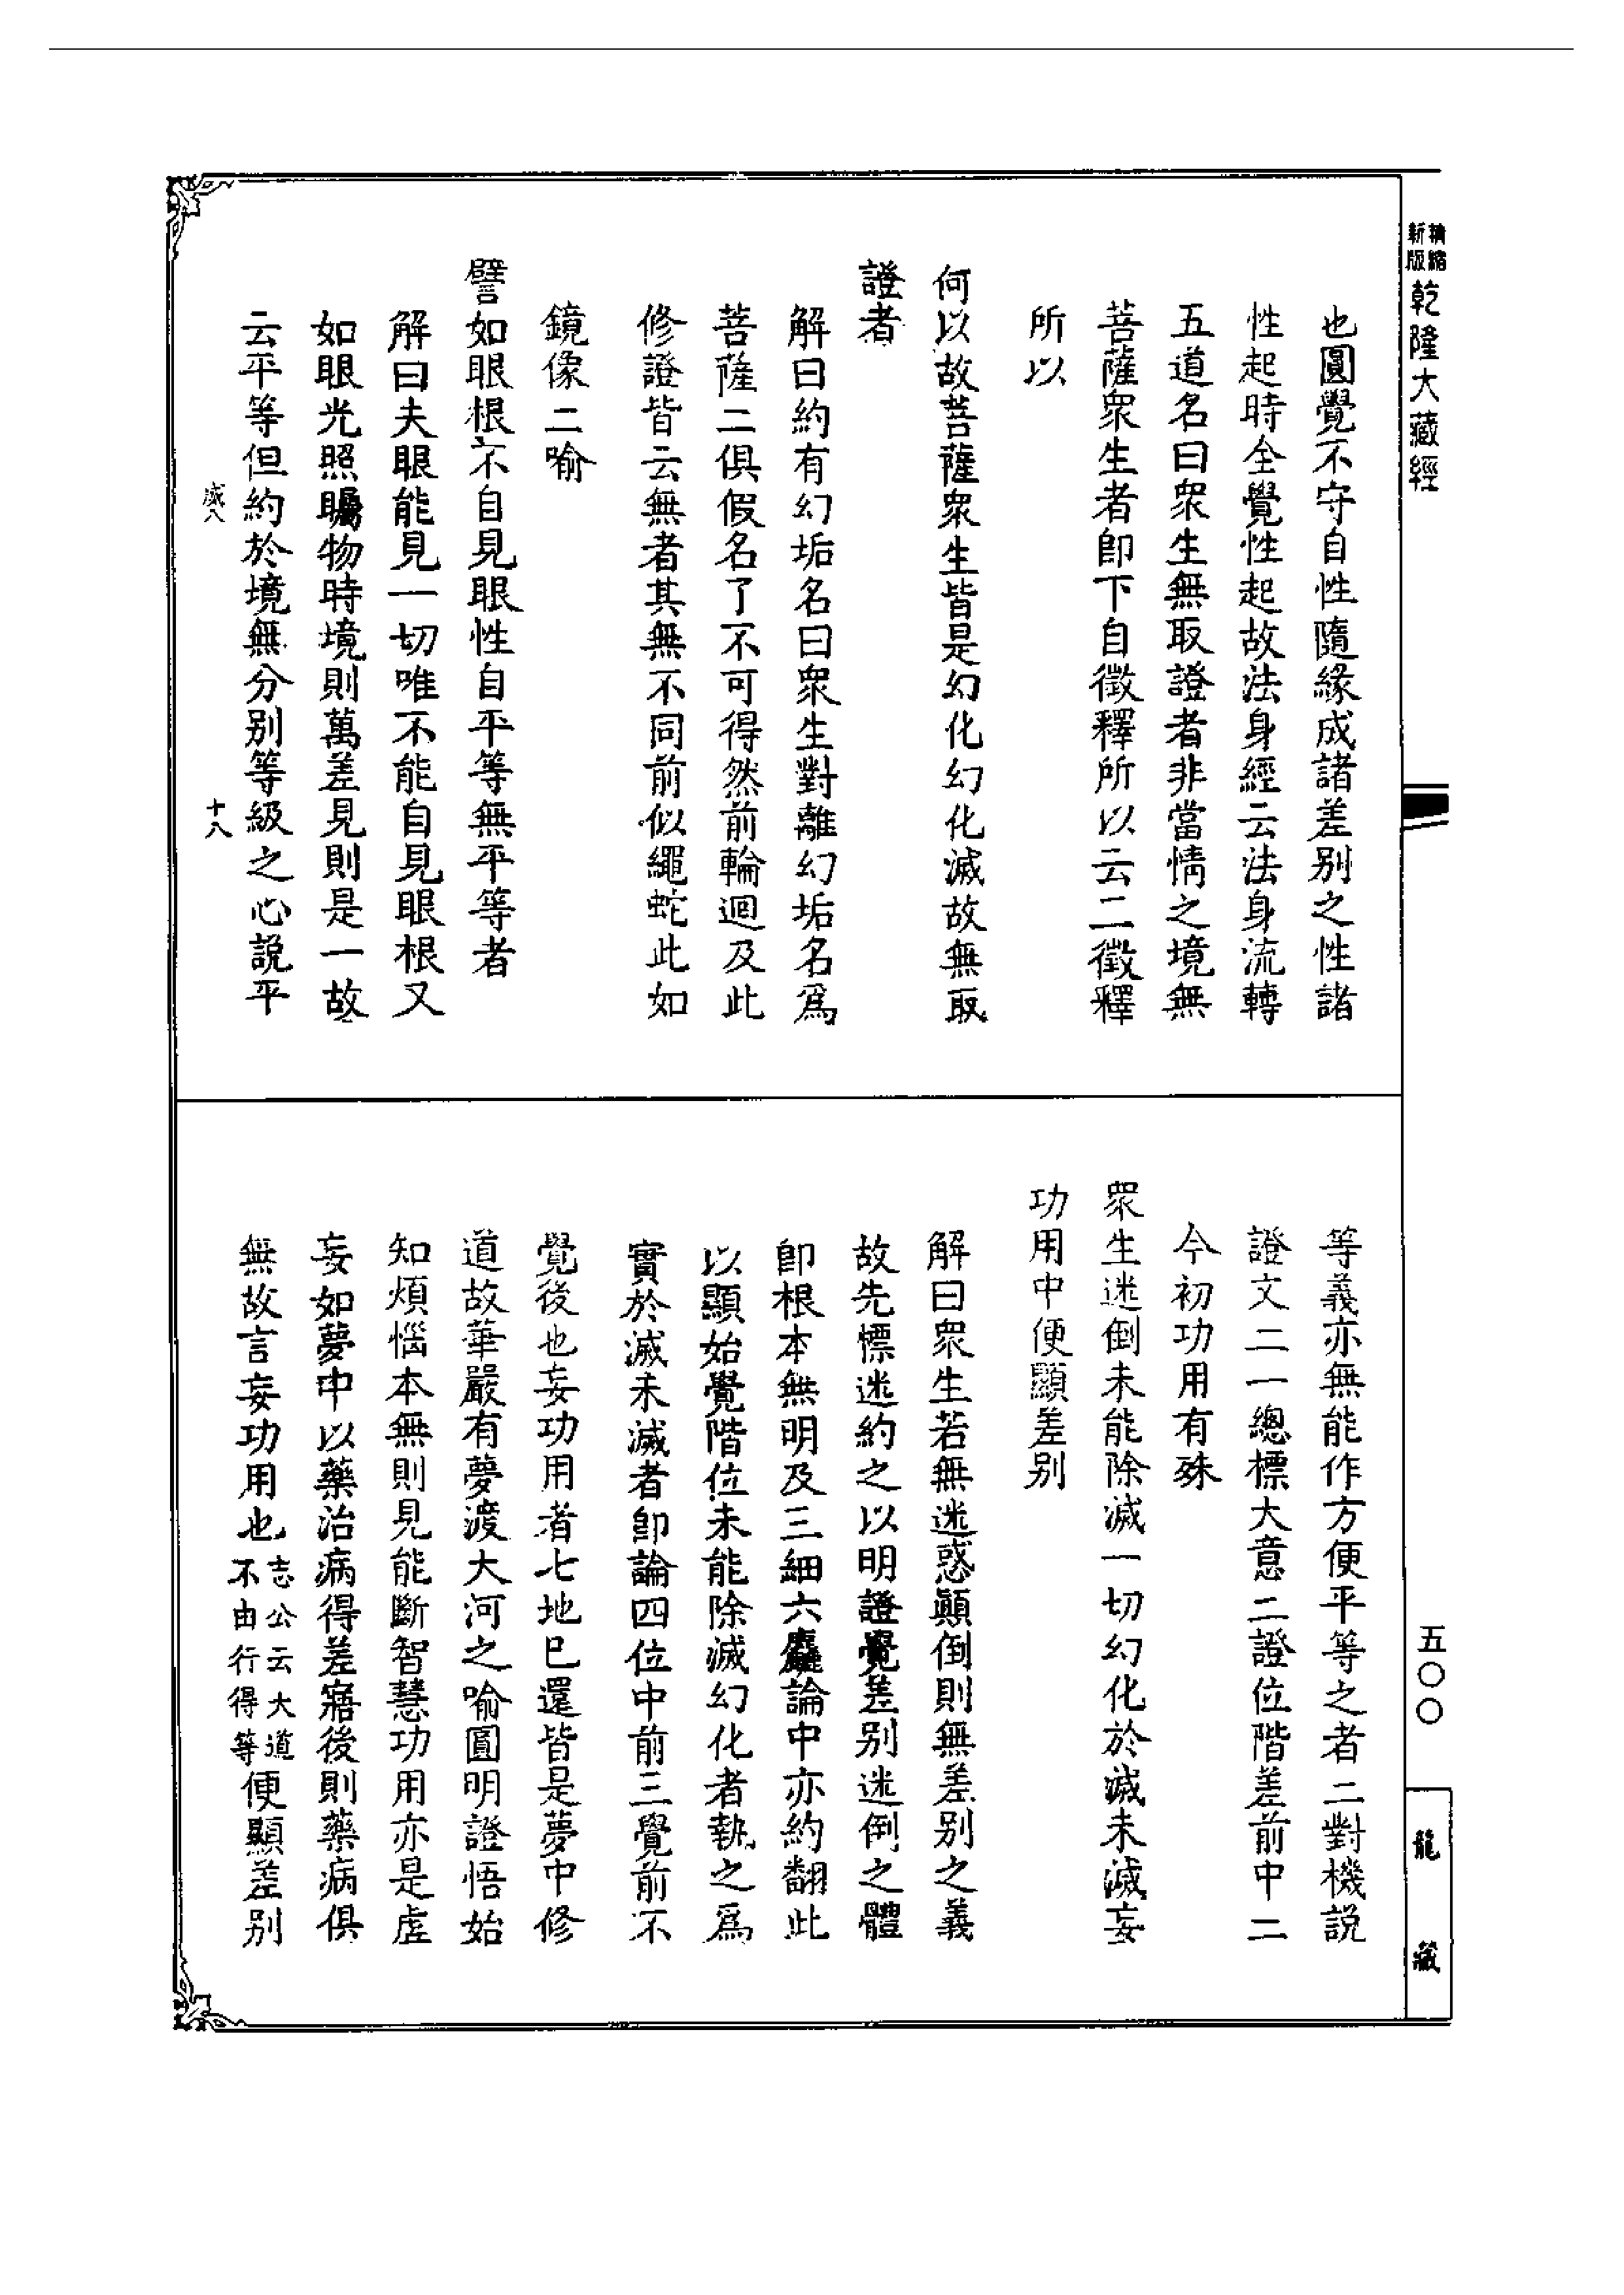 精縮新版乾隆大藏經
也圓覺不守自性隨緣成諸差別之性諸
性起時全覺性起故法身經云法身流轉
五道名曰衆生無取證者非當情之境無
菩薩衆生者卽下自徵釋所以云二徵釋
所以
何以故菩薩衆生皆是幻化幻化滅故無取
證者
解曰約有幻垢名曰衆生對離幻垢名爲
菩薩二俱假名了不可得然前輪迴及此
修證皆云無者其無不同前似繩蛇此如
鏡像二喻
譬如眼根不自見眼性自平等無平等者
解曰夫眼能見一切唯不能自見眼根又
如眼光照矚物時境則萬差見則是一故
云平等但約於境無分別等級之心說平
十八
等義亦無能作方便平等之者二對機説
證文二一總標大意二證位階差前中二
今初功用有殊
衆生迷倒未能除滅一切幻化於滅未滅妄
功用中便顯差別
解曰衆生若無迷惑顚倒則無差別之義
故先慓迷約之以明證覺差別迷倒之體
卽根本無明及三細六麤論中亦約翻此
以顯始覺階位未能除滅幻化者執之爲
實於滅未滅者卽論四位中前三覺前不
覺後也妄功用者七地已還皆是夢中修
道故華嚴有夢渡大河之喻圓明證悟始
知煩惱本無則見能斷智慧功用亦是虛
妄如夢中以藥治病得差寤後則藥病俱
無故言妄功用也志公云大道不由行得等便顯差別
五〇〇
龍藏